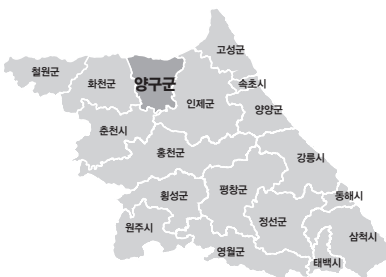 고성군
철원군
화천군
양구군
속초시
인제군
양양군
춘천시
홍천군
강릉시
횡성군
평창군
동해시
원주시
정선군
삼척시
영월군
태백시